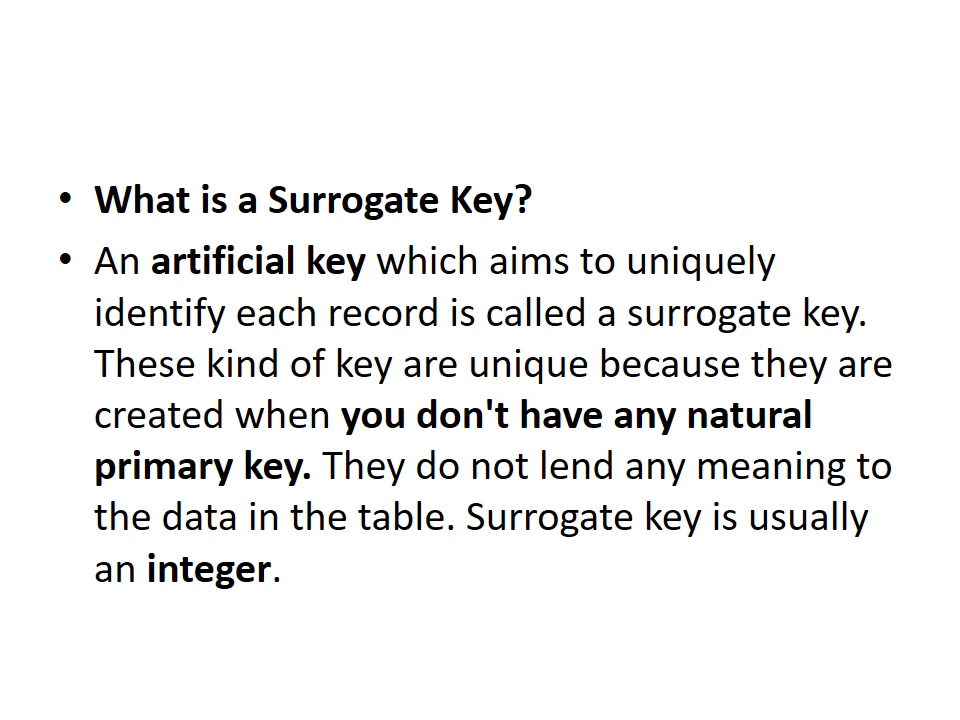 • What is a Surrogate Key?
• An artificial key which aims to uniquely
identify each record is called a surrogate key.
These kind of key are unique because they are
created when you don't have any natural
primary key. They do not lend any meaning to
the data in the table. Surrogate key is usually
an integer.